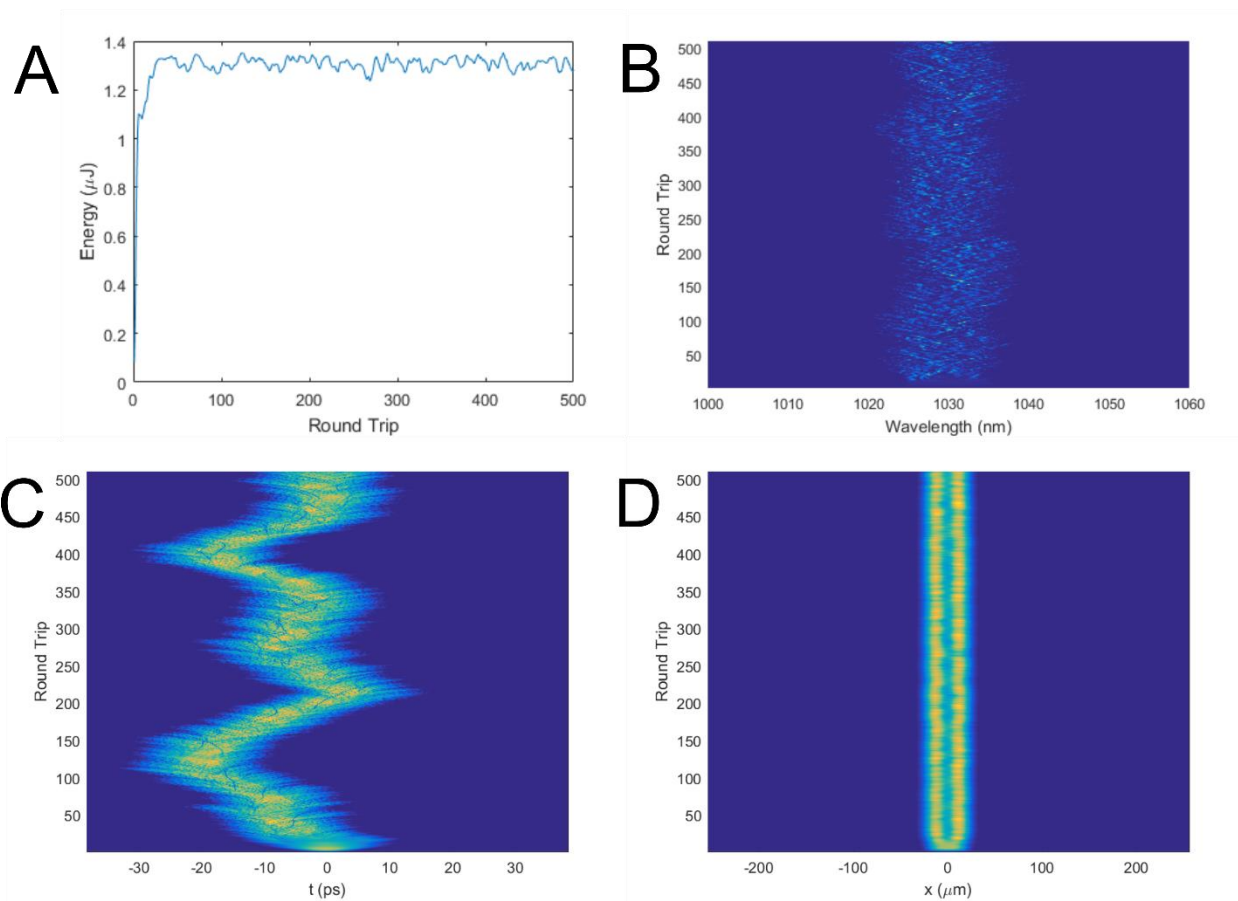 A
1.4
1.2
1
0.8
0.6
0.4
0.2
0
Energy (μJ)
0 100 200 300 400 500
Round Trip
B
500
450
400
350
300
250
200
150
100
50
Round Trip
1000 1010 1020 1030 1040 1050 1060
Wavelength (nm)
C
500
450
400
350
300
250
200
150
100
50
Round Trip
-30 -20 -10 0 10 20 30
t (ps)
D
500
450
400
350
300
250
200
150
100
50
Round Trip
-200 -100 0 100 200
x (μm)